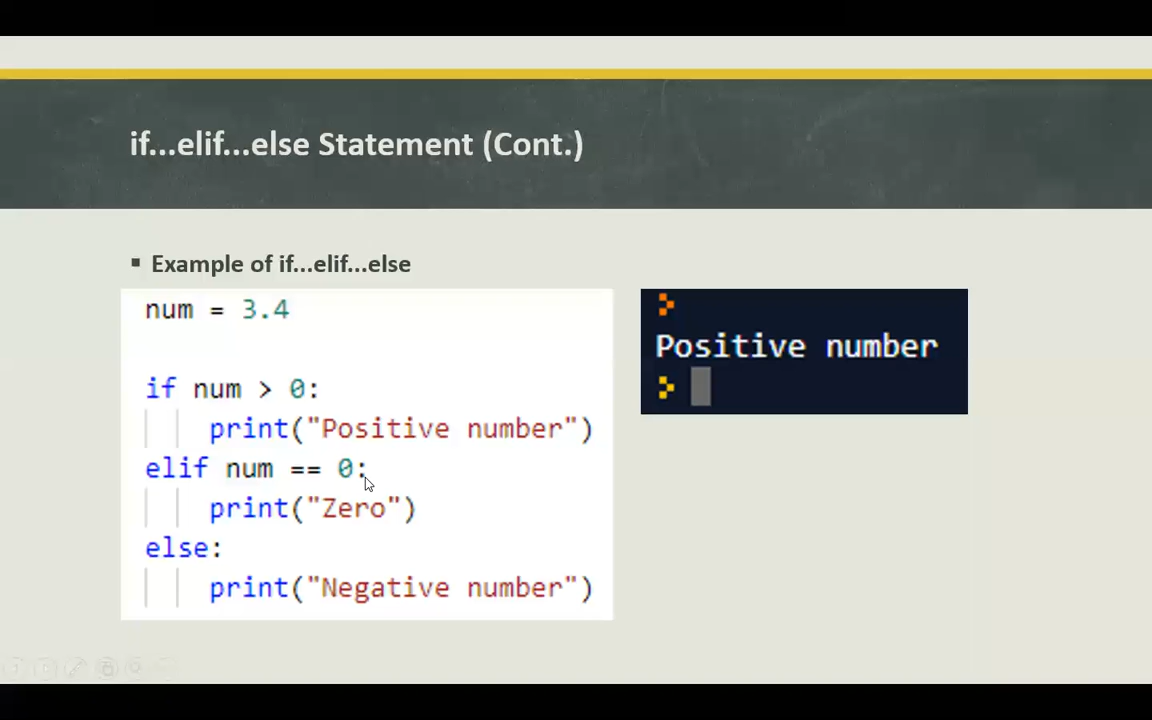 if...elif...else Statement (Cont.)
▪ Example of if...elif...else
num = 3.4
if num > 0:
print("Positive number")
elif num == 0:
print("Zero")
else:
print("Negative number")
>
Positive number
>